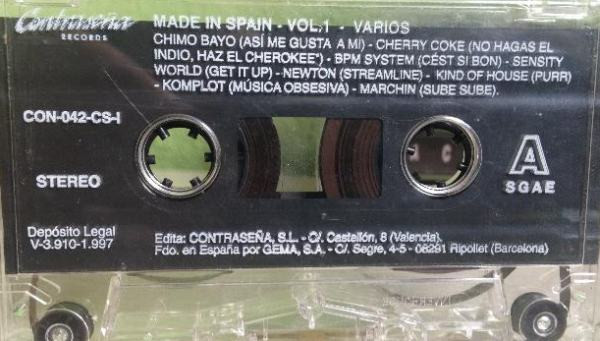 Contraseña
RECORDS
MADE IN SPAIN - VOL.1 - VARIOS
CHIMO BAYO (ASÍ ME GUSTA A MÍ) - CHERRY COKE (NO HAGAS EL
INDIO, HAZ EL CHEROKEE") - BPM SYSTEM (CÉST SI BON) - SENSITY
WORLD (GET IT UP) - NEWTON (STREAMLINE) - KIND OF HOUSE (PURR)
- KOMPLOT (MÚSICA OBSESIVA) - MARCHIN (SUBE SUBE).
CON-042-CS-I
STEREO
A
SGAE
Depósito Legal
V-3.910-1.997
Edita: CONTRASEÑA, S.L. - C/. Castellón, 8 (Valencia).
Fdo. en España por GEMA, S.A. - C/. Segre, 4-5 - 08291 Ripollet (Barcelona)